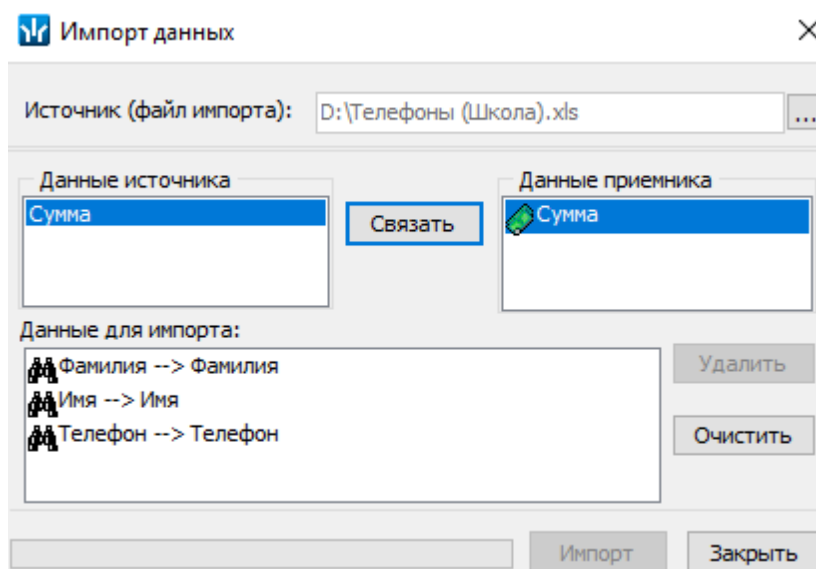 Импорт данных
Источник (файл импорта): D:\Телефоны (Школа).xls ...
Данные источника
Сумма
Связать
Данные приемника
Сумма
Данные для импорта:
Фамилия --> Фамилия
Имя --> Имя
Телефон --> Телефон
Удалить
Очистить
Импорт
Закрыть